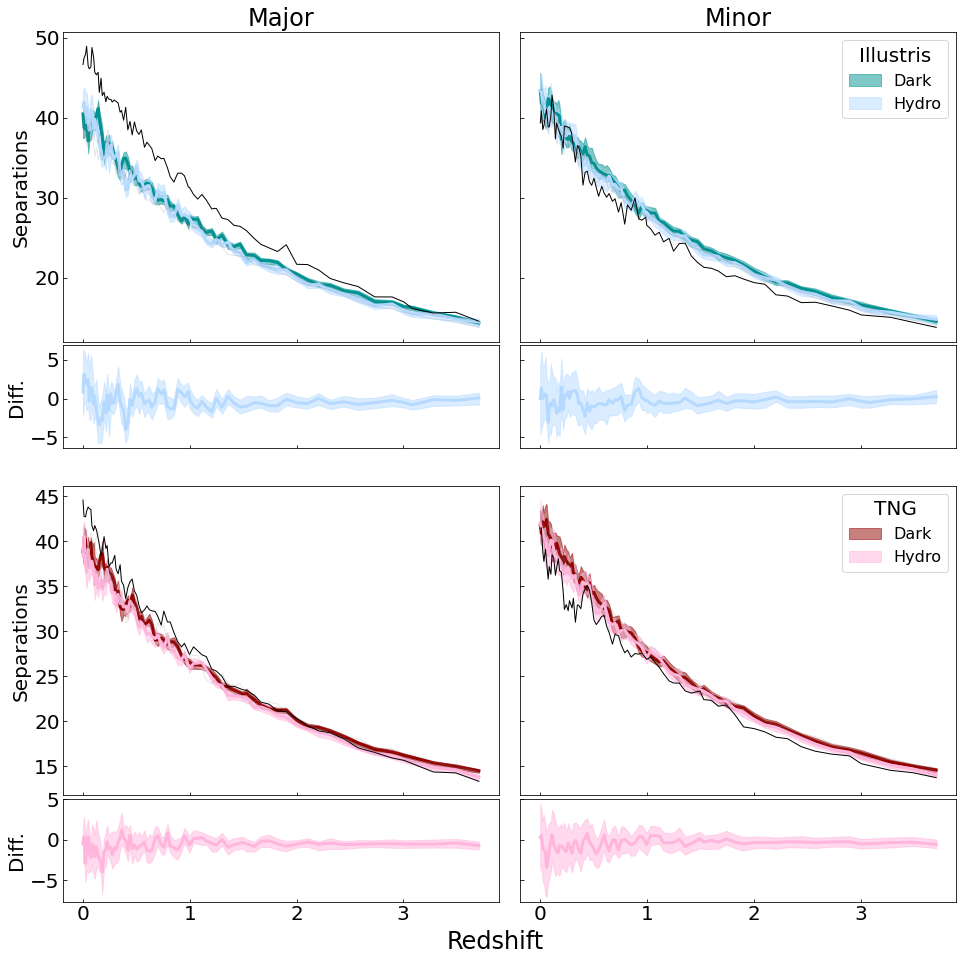 Major Minor
50
40
30
20
Separations
Illustris
Dark
Hydro
5
0
−5
Diff.
45
40
35
30
25
20
15
Separations
TNG
Dark
Hydro
5
0
−5
Diff.
0 1 2 3 0 1 2 3
Redshift